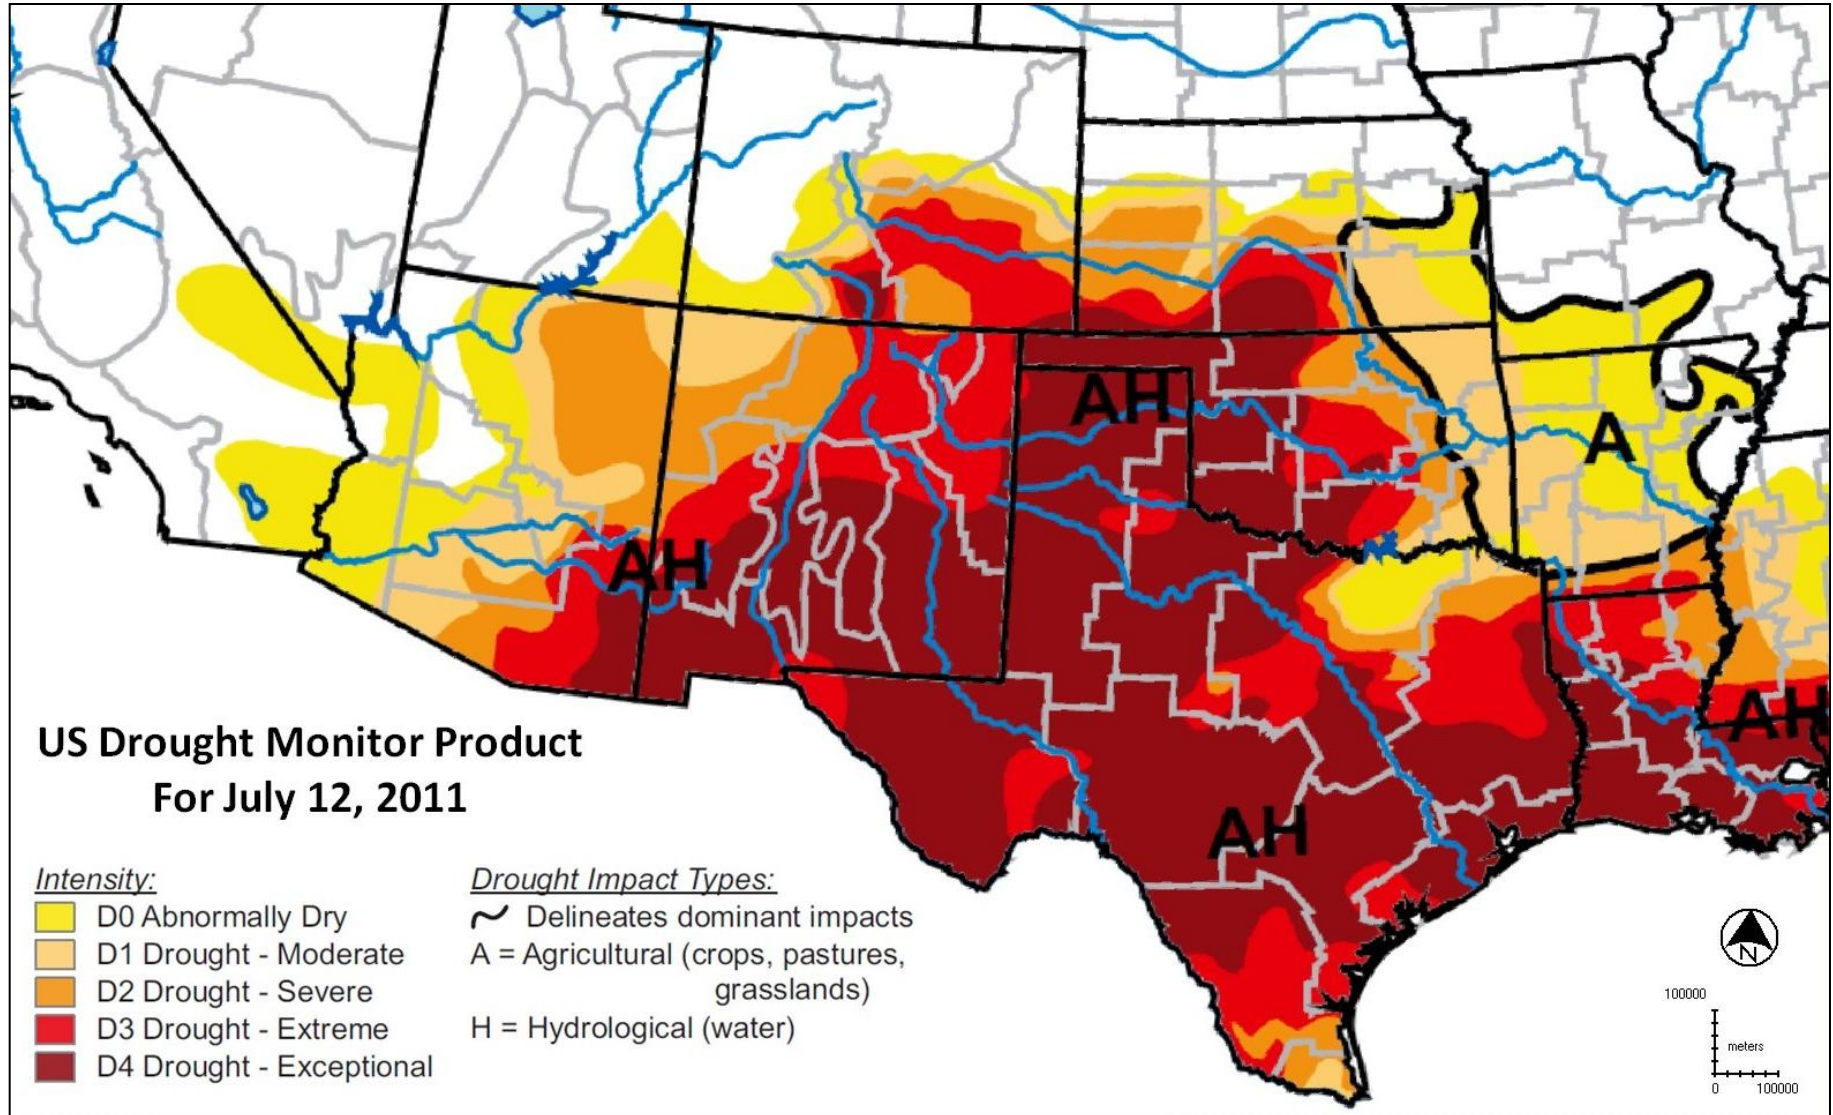 AH
A
AH
AH
AH
US Drought Monitor Product
For July 12, 2011
Intensity:
D0 Abnormally Dry
D1 Drought - Moderate
D2 Drought - Severe
D3 Drought - Extreme
D4 Drought - Exceptional
Drought Impact Types:
Delineates dominant impacts
A = Agricultural (crops, pastures,
grasslands)
H = Hydrological (water)
N
100000
meters
0 100000